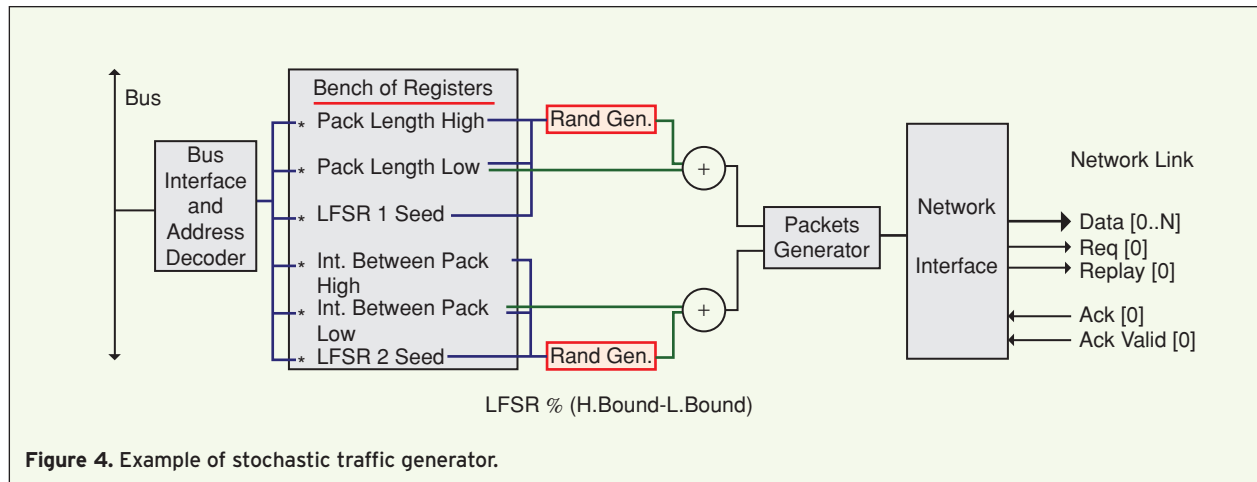 Bus
Bus
Interface
and
Address
Decoder
Bench of Registers
* Pack Length High
* Pack Length Low
* LFSR 1 Seed
* Int. Between Pack
High
* Int. Between Pack
Low
* LFSR 2 Seed
Rand Gen.
+
+
Rand Gen.
LFSR % (H.Bound-L.Bound)
Packets
Generator
Network
Interface
Network Link
Data [0..N]
Req [0]
Replay [0]
Ack [0]
Ack Valid [0]
Figure 4. Example of stochastic traffic generator.